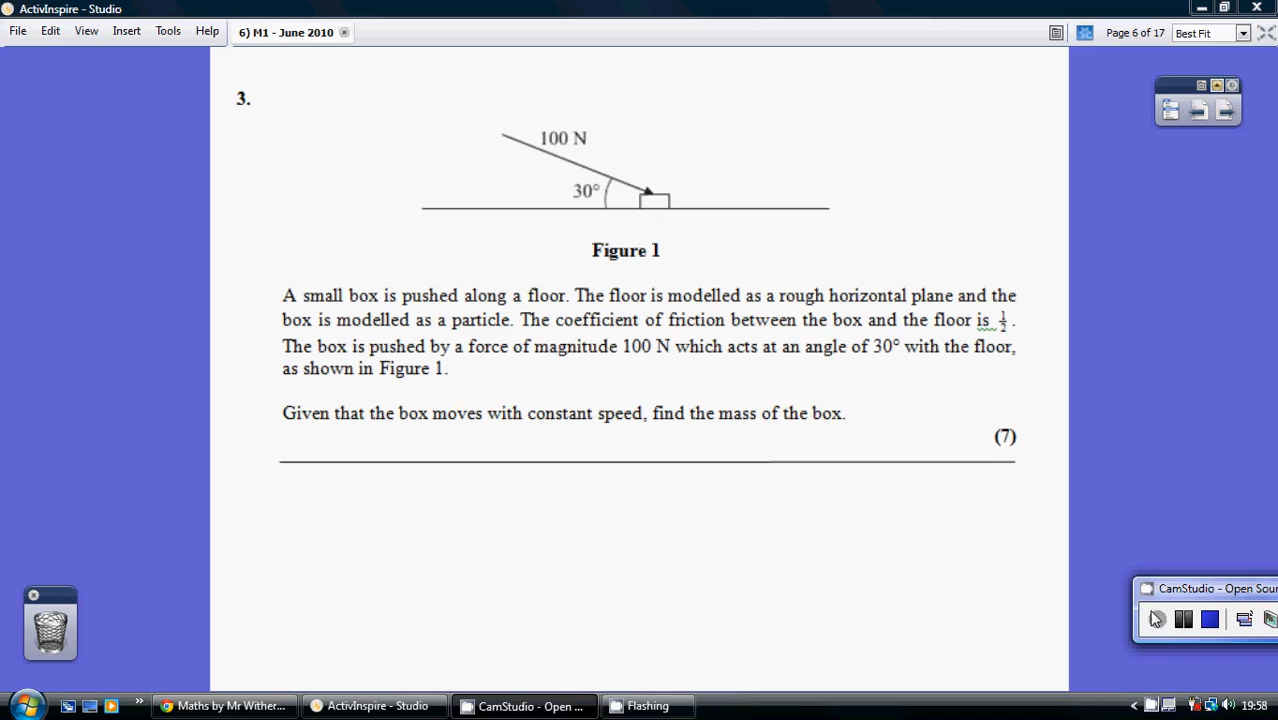 ActivInspire - Studio
File Edit View Insert Tools Help 6) M1 - June 2010 Page 6 of 17 Best Fit
3.
100 N
30°
Figure 1
A small box is pushed along a floor. The floor is modelled as a rough horizontal plane and the
box is modelled as a particle. The coefficient of friction between the box and the floor is ½ .
The box is pushed by a force of magnitude 100 N which acts at an angle of 30° with the floor,
as shown in Figure 1.
Given that the box moves with constant speed, find the mass of the box.
(7)
CamStudio - Open Sour
Maths by Mr Wither... ActivInspire - Studio CamStudio - Open ... Flashing 19:58